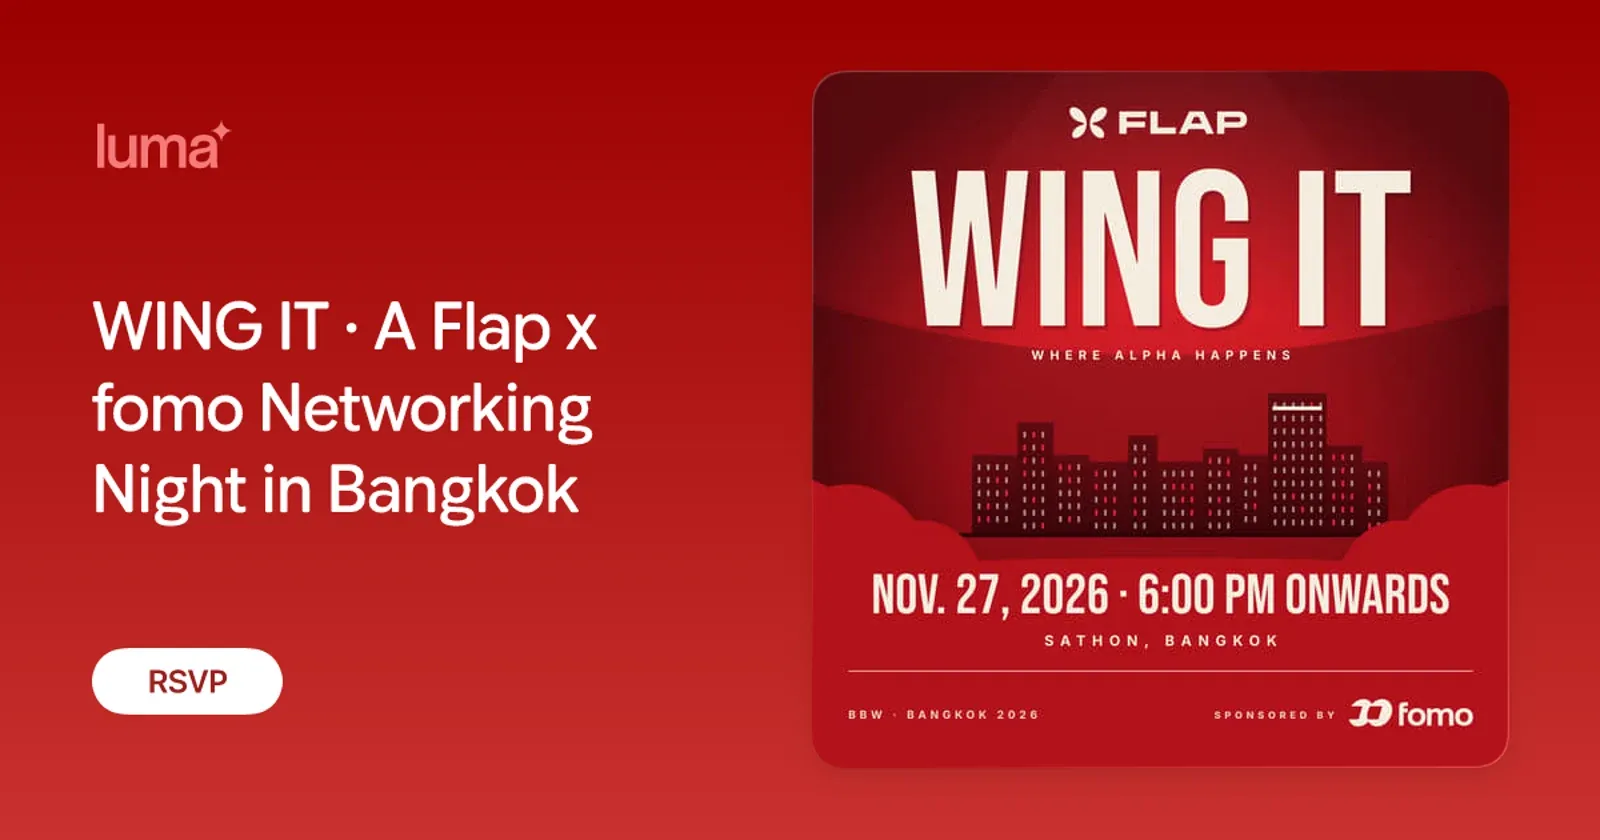 luma
WING IT · A Flap x
fomo Networking
Night in Bangkok
RSVP
FLAP
WING IT
WHERE ALPHA HAPPENS
NOV. 27, 2026 · 6:00 PM ONWARDS
SATHON, BANGKOK
BBW · BANGKOK 2026
SPONSORED BY fomo